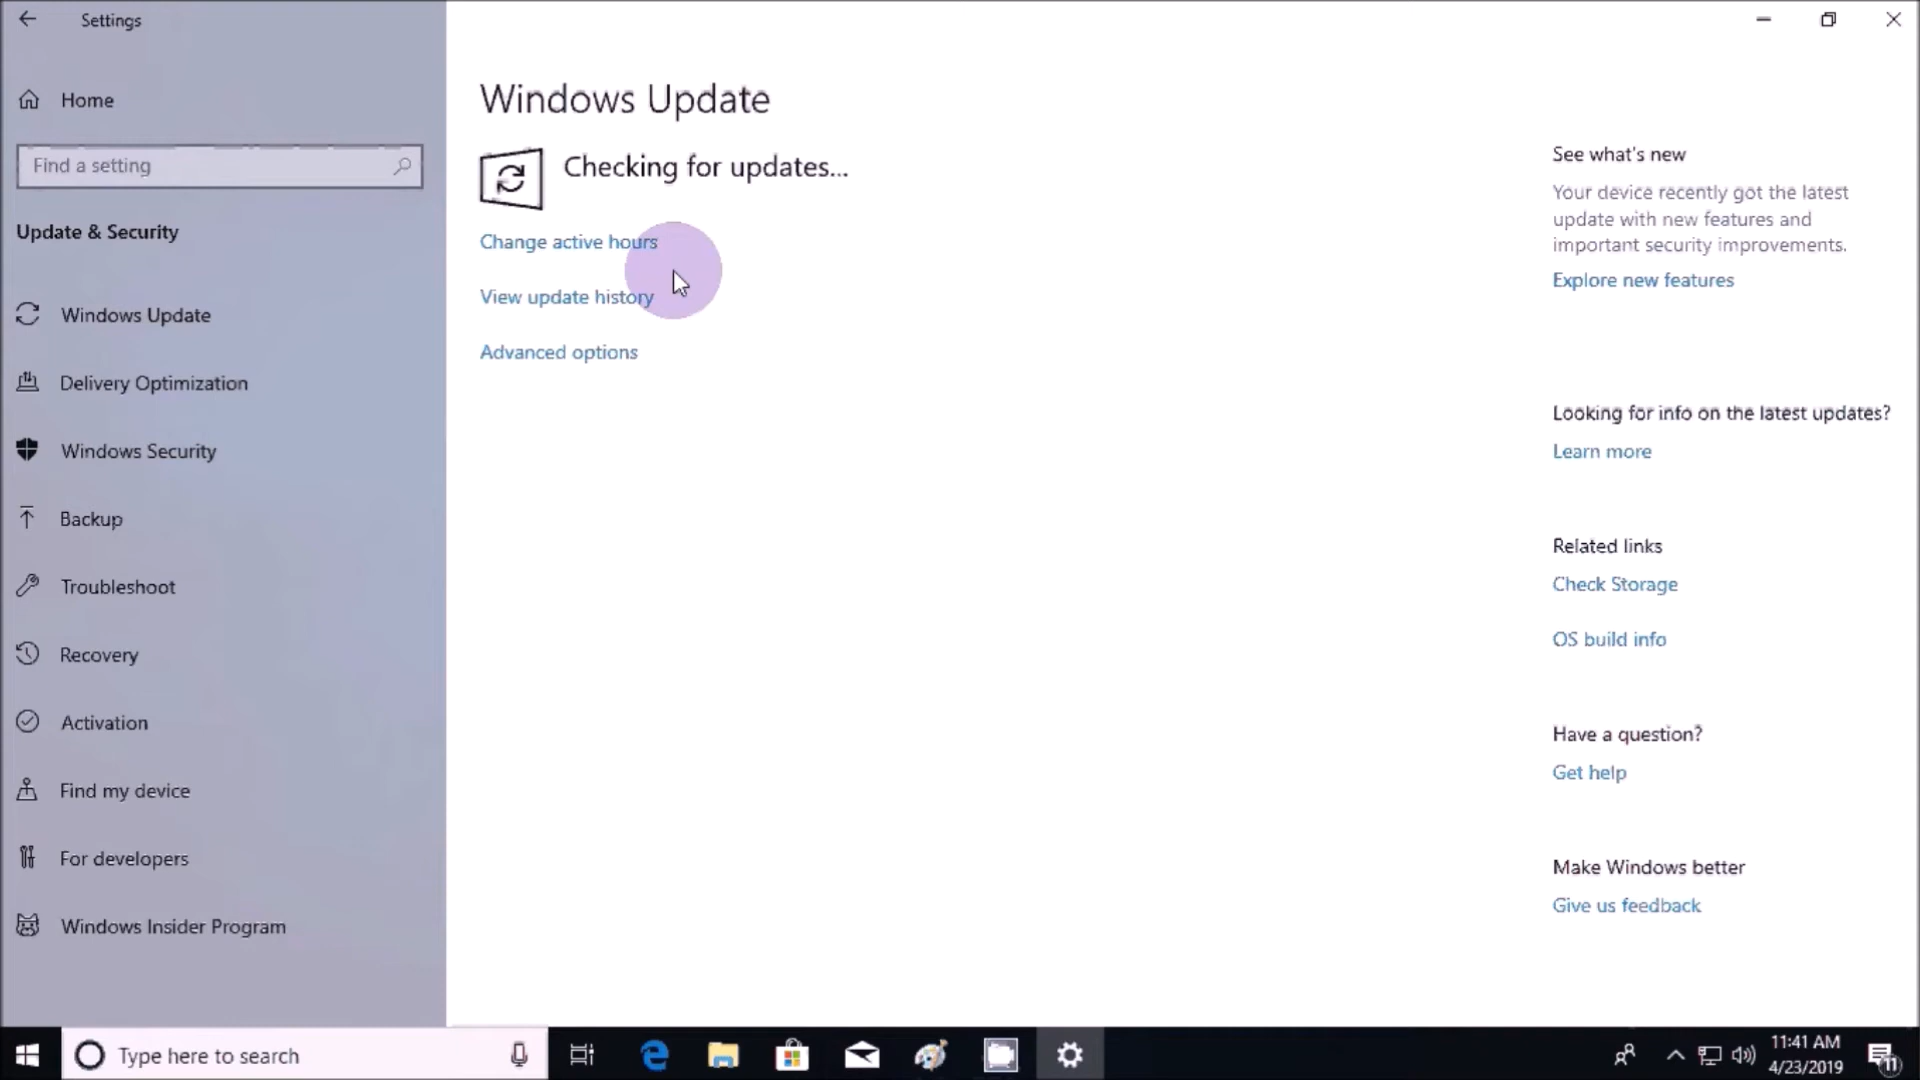 Settings
Home
Find a setting
Update & Security
Windows Update
Delivery Optimization
Windows Security
Backup
Troubleshoot
Recovery
Activation
Find my device
For developers
Windows Insider Program
Windows Update
Checking for updates...
Change active hours
View update history
Advanced options
See what's new
Your device recently got the latest
update with new features and
important security improvements.
Explore new features
Looking for info on the latest updates?
Learn more
Related links
Check Storage
OS build info
Have a question?
Get help
Make Windows better
Give us feedback
Type here to search
11:41 AM
4/23/2019
11